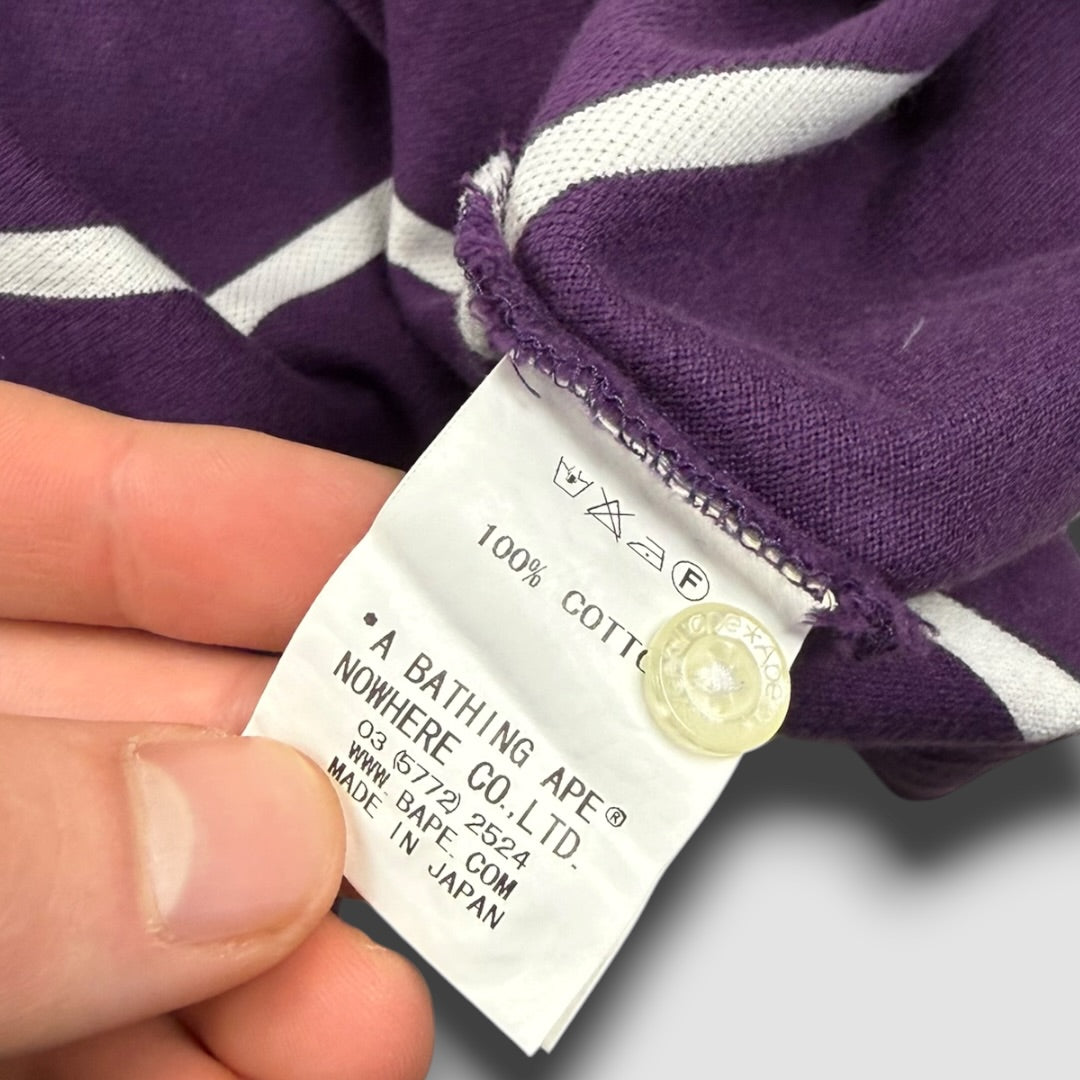 F
100% COTTO
• A BATHING APE®
NOWHERE CO.,LTD.
03 (5772) 2524
WWW. BAPE. COM
MADE IN JAPAN